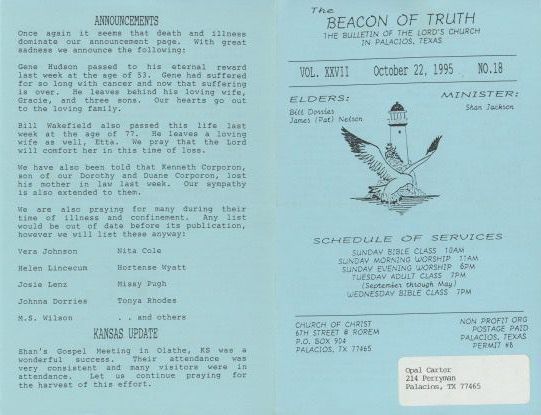 ANNOUNCEMENTS
Once again it seems that death and illness
dominate our announcement page. With great
sadness we announce the following:
Gene Hudson passed to his eternal reward
last week at the age of 53. Gene had suffered
for so long with cancer and now that suffering
is over. He leaves behind his loving wife,
Gracie, and three sons. Our hearts go out
to the loving family.
Bill Wakefield also passed this life last
week at the age of 77. He leaves a loving
wife as well, Etta. We pray that the Lord
will comfort her in this time of loss.
We have also been told that Kenneth Corporon,
son of our Dorothy and Duane Corporon, lost
his mother in law last week. Our sympathy
is also extended to them.
We are also praying for many during their
time of illness and confinement. Any list
would be out of date before its publication,
however we will list these anyway:
Vera Johnson Nita Cole
Helen Lincecum Hortense Wyatt
Josie Lenz Missy Pugh
Johnna Dorries Tonya Rhodes
M.S. Wilson . . and others
KANSAS UPDATE
Shan's Gospel Meeting in Olathe, KS was a
wonderful success. Their attendance was
very consistent and many visitors were in
attendance. Let us continue praying for
the harvest of this effort.
The
BEACON OF TRUTH
THE BULLETIN OF THE LORD'S CHURCH
IN PALACIOS, TEXAS
VOL. XXVII October 22, 1995 NO.18
ELDERS: MINISTER:
Bill Dorries Shan Jackson
James (Pat) Nelson
SCHEDULE OF SERVICES
SUNDAY BIBLE CLASS 10AM
SUNDAY MORNING WORSHIP 11AM
SUNDAY EVENING WORSHIP 6PM
TUESDAY ADULT CLASS 7PM
(September through May)
WEDNESDAY BIBLE CLASS 7PM
CHURCH OF CHRIST
6TH STREET & ROREM
P.O. BOX 904
PALACIOS, TX 77465
NON PROFIT ORG
POSTAGE PAID
PALACIOS, TEXAS
PERMIT #8
Opal Carter
214 Perryman
Palacios, TX 77465